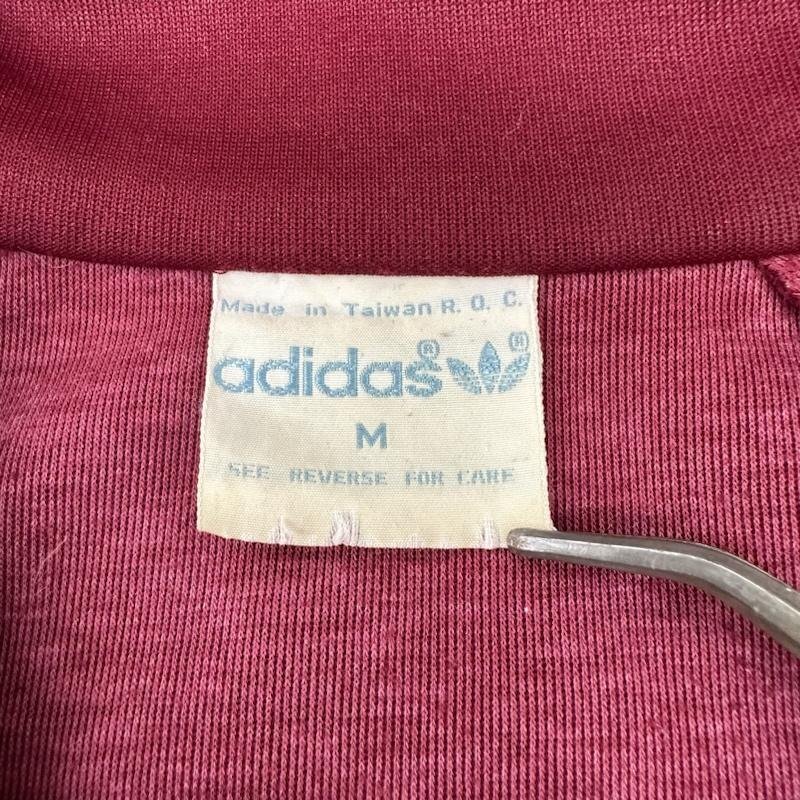 Made in Taiwan R. O. C.
adidas® ®
M
SEE REVERSE FOR CARE